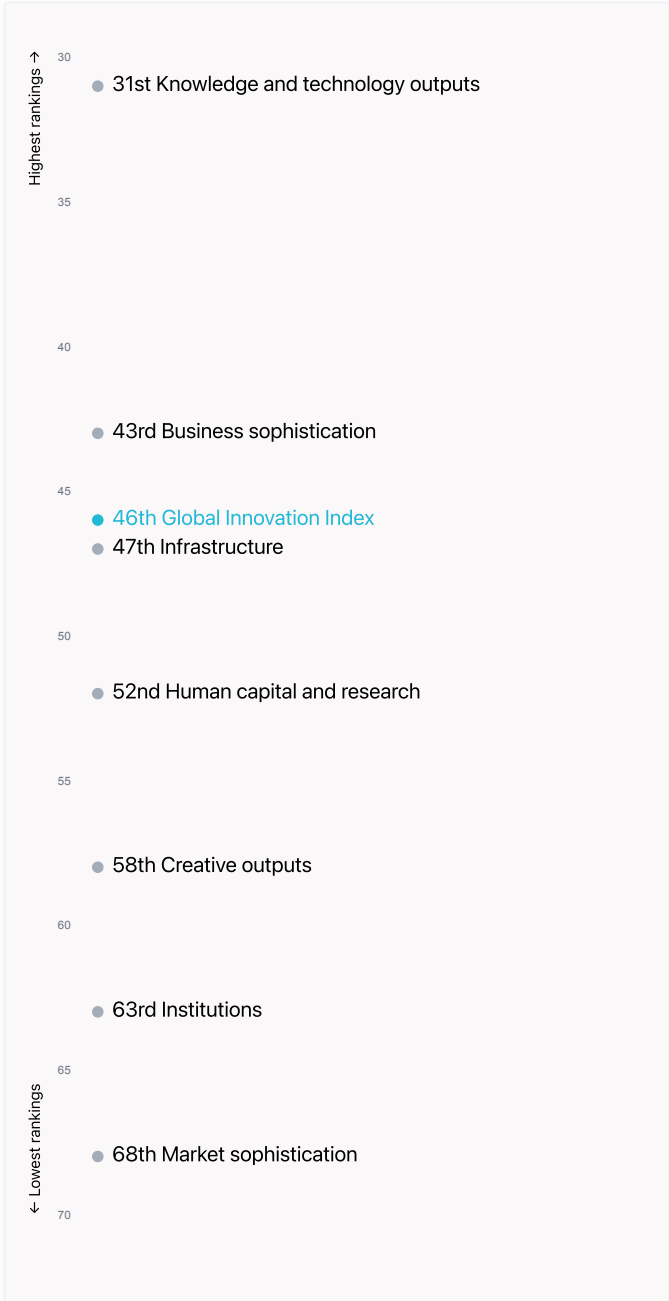 Highest rankings →
30
31st Knowledge and technology outputs
35
40
43rd Business sophistication
45
46th Global Innovation Index
47th Infrastructure
50
52nd Human capital and research
55
58th Creative outputs
60
63rd Institutions
65
← Lowest rankings
68th Market sophistication
70